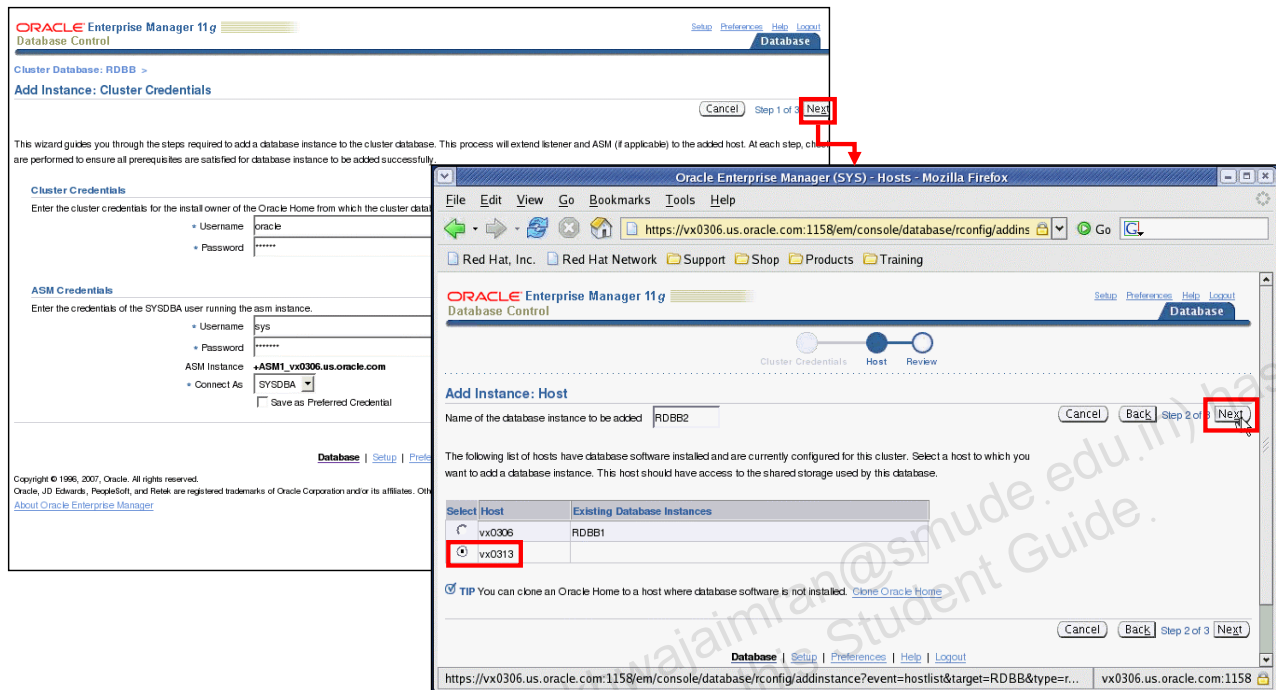 ORACLE Enterprise Manager 11g
Database Control
Setup Preferences Help Logout
Database
Cluster Database: RDBB >
Add Instance: Cluster Credentials
Cancel Step 1 of 3 Next
This wizard guides you through the steps required to add a database instance to the cluster database. This process will extend listener and ASM (if applicable) to the added host. At each step,
are performed to ensure all prerequisites are satisfied for database instance to be added successfully.
Cluster Credentials
Enter the cluster credentials for the install owner of the Oracle Home from which the cluster
* Username oracle
* Password ******
ASM Credentials
Enter the credentials of the SYSDBA user running the asm instance.
* Username sys
* Password *******
ASM Instance +ASM1_vx0306.us.oracle.com
* Connect As SYSDBA
Save as Preferred Credential
Database | Setup |
Copyright © 1996, 2007, Oracle. All rights reserved.
Oracle, JD Edwards, PeopleSoft, and Retek are registered trademarks of Oracle Corporation and/or its affiliates.
About Oracle Enterprise Manager
Oracle Enterprise Manager (SYS) - Hosts - Mozilla Firefox
File Edit View Go Bookmarks Tools Help
https://vx0306.us.oracle.com:1158/em/console/database/rconfig/addins Go G
Red Hat, Inc. Red Hat Network Support Shop Products Training
ORACLE Enterprise Manager 11g
Database Control
Setup Preferences Help Logout
Database
Cluster Credentials Host Review
Add Instance: Host
Name of the database instance to be added RDBB2
Cancel Back Step 2 of 3 Next
The following list of hosts have database software installed and are currently configured for this cluster. Select a host to which you
want to add a database instance. This host should have access to the shared storage used by this database.
Select Host Existing Database Instances
vx0306 RDBB1
vx0313
TIP You can clone an Oracle Home to a host where database software is not installed. Clone Oracle Home
Cancel Back Step 2 of 3 Next
Database | Setup | Preferences | Help | Logout
https://vx0306.us.oracle.com:1158/em/console/database/rconfig/addinstance?event=hostlist&target=RDBB&type=r... vx0306.us.oracle.com:1158
khwajaimran@smude.edu.in) has
this Student Guide.